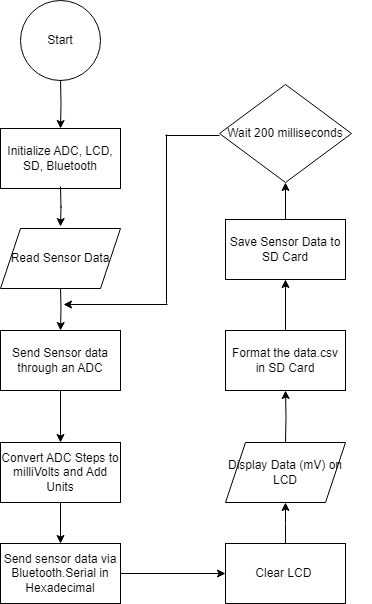 Start
Initialize ADC, LCD,
SD, Bluetooth
Read Sensor Data
Send Sensor data
through an ADC
Convert ADC Steps to
milliVolts and Add
Units
Send sensor data via
Bluetooth.Serial in
Hexadecimal
Clear LCD
Display Data (mV) on
LCD
Format the data.csv
in SD Card
Save Sensor Data to
SD Card
Wait 200 milliseconds